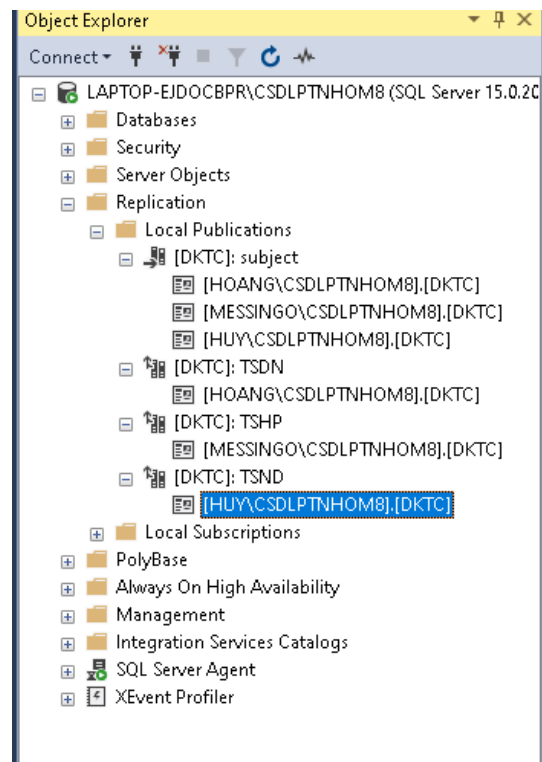 Object Explorer
Connect
LAPTOP-EJDOCBPR\CSDLPTNHOM8 (SQL Server 15.0.20
Databases
Security
Server Objects
Replication
Local Publications
[DKTC]: subject
[HOANG\CSDLPTNHOM8].[DKTC]
[MESSINGO\CSDLPTNHOM8].[DKTC]
[HUY\CSDLPTNHOM8].[DKTC]
[DKTC]: TSDN
[HOANG\CSDLPTNHOM8].[DKTC]
[DKTC]: TSHP
[MESSINGO\CSDLPTNHOM8].[DKTC]
[DKTC]: TSND
[HUY\CSDLPTNHOM8].[DKTC]
Local Subscriptions
PolyBase
Always On High Availability
Management
Integration Services Catalogs
SQL Server Agent
XEvent Profiler